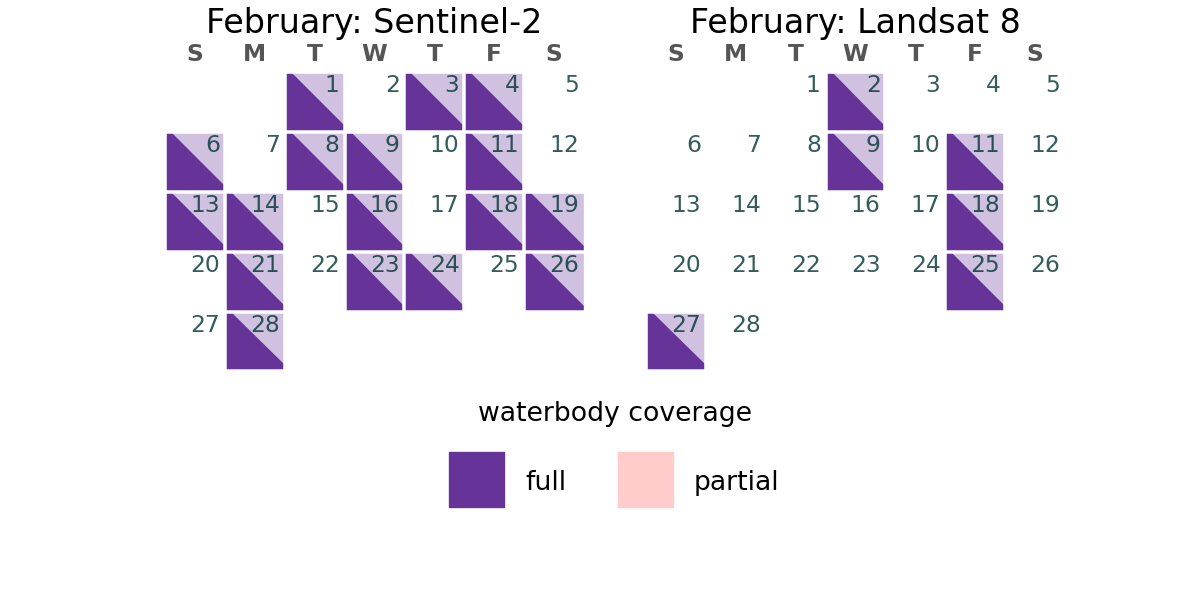 February: Sentinel-2
S M T W T F S
1 2 3 4 5
6 7 8 9 10 11 12
13 14 15 16 17 18 19
20 21 22 23 24 25 26
27 28
February: Landsat 8
S M T W T F S
1 2 3 4 5
6 7 8 9 10 11 12
13 14 15 16 17 18 19
20 21 22 23 24 25 26
27 28
waterbody coverage
full
partial